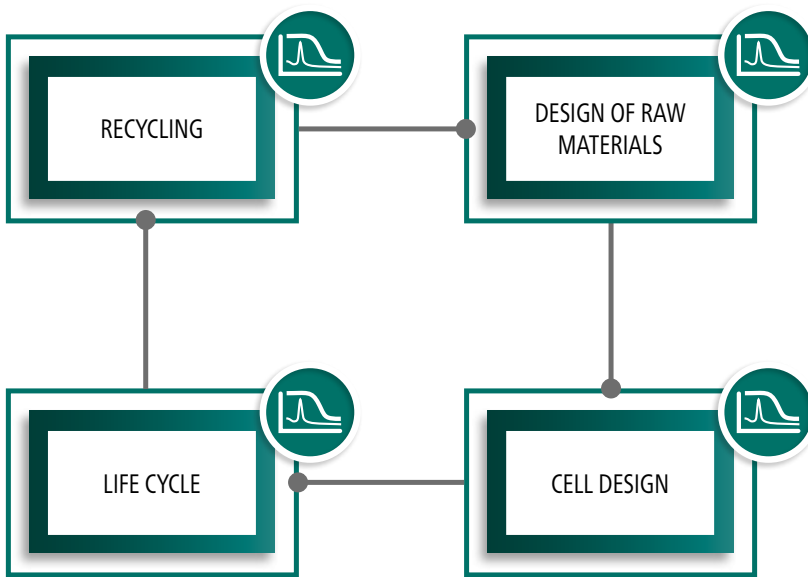 RECYCLING
DESIGN OF RAW
MATERIALS
LIFE CYCLE
CELL DESIGN